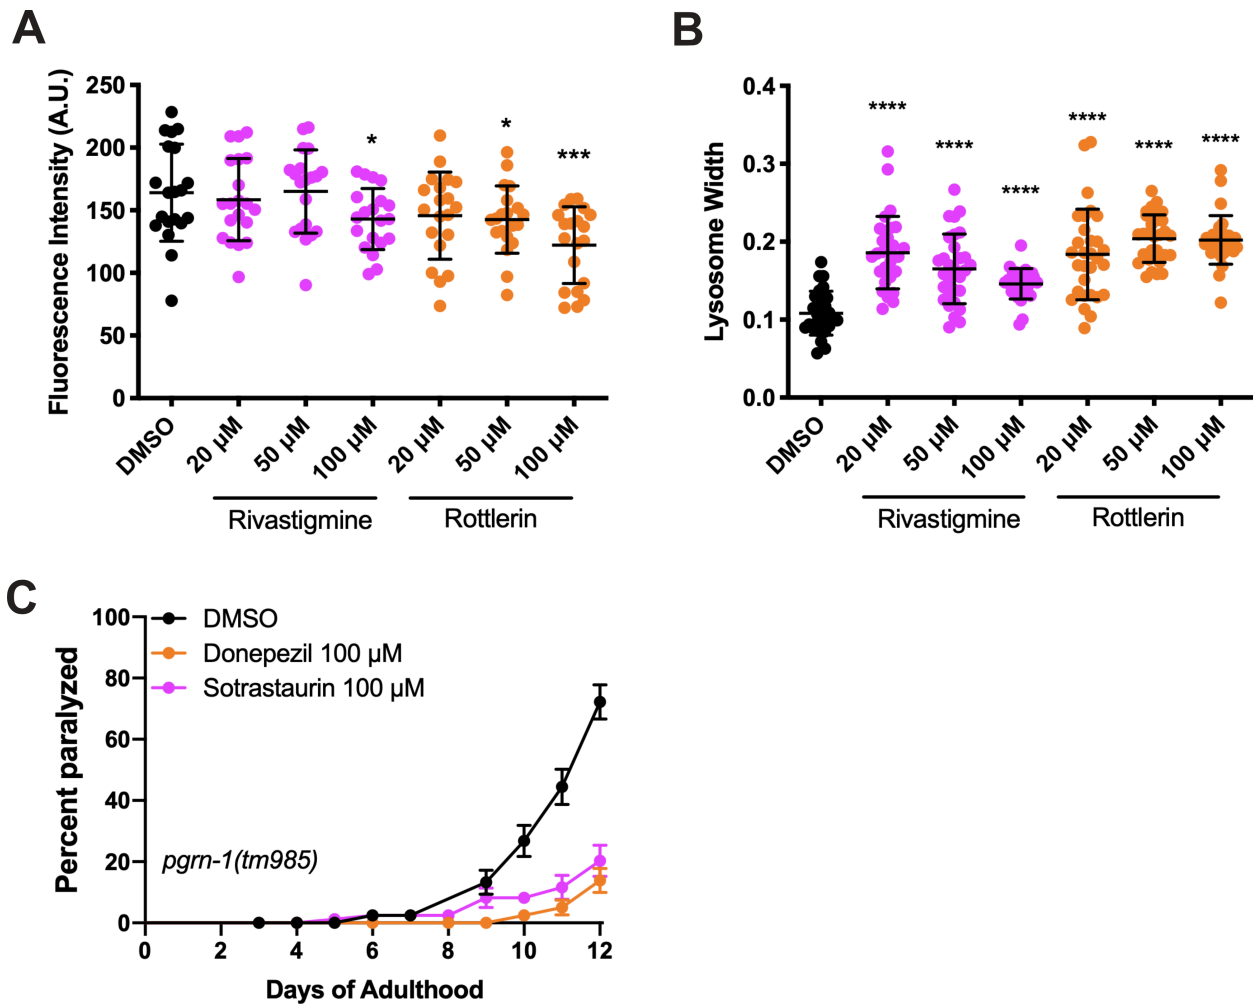 A
Fluorescence Intensity (A.U.)
250
200
150
100
50
0
*
*
***
DMSO
20 µM
50 µM
100 µM
20 µM
50 µM
100 µM
Rivastigmine
Rottlerin
B
Lysosome Width
0.4
0.3
0.2
0.1
0.0
****
****
****
****
****
****
DMSO
20 µM
50 µM
100 µM
20 µM
50 µM
100 µM
Rivastigmine
Rottlerin
C
Percent paralyzed
100
80
60
40
20
0
DMSO
Donepezil 100 µM
Sotrastaurin 100 µM
pgrn-1(tm985)
0 2 4 6 8 10 12
Days of Adulthood